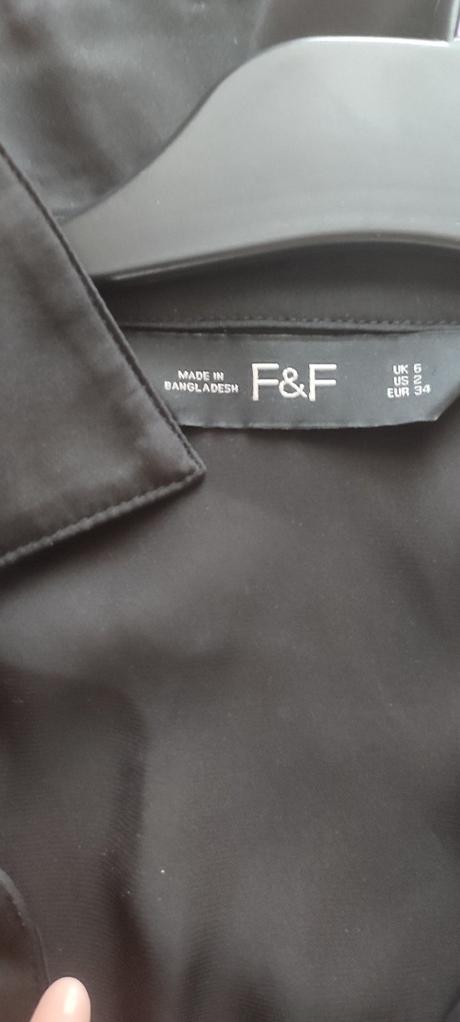 MADE IN
BANGLADESH
F&F
UK 6
US 2
EUR 34